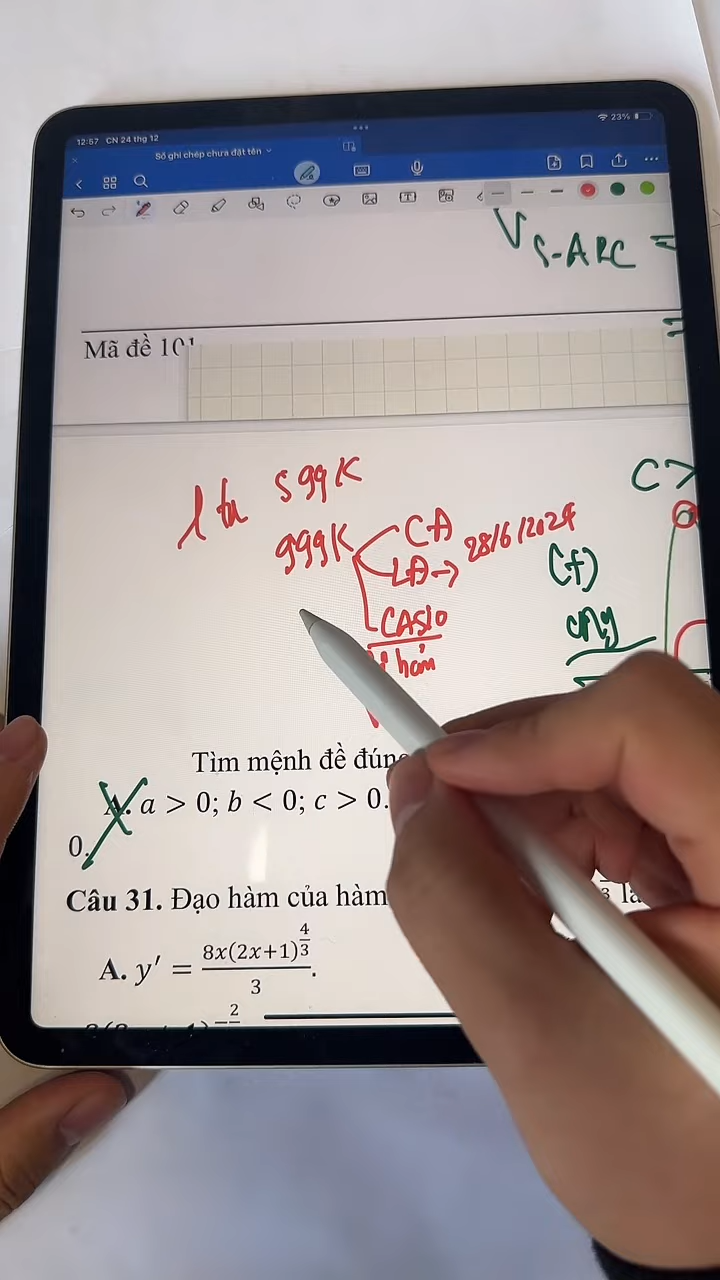 12:57 CN 24 thg 12
23%
Sổ ghi chép chưa đặt tên
V S-ABC =
=
Mã đề 101
599K
C>
999K CA
LA → 28/6/2024
(t)
CASIO
Tìm mệnh đề đúng
A. a > 0; b < 0; c > 0.
0.
Câu 31. Đạo hàm của hàm
A. y' = 8x(2x+1)^(4/3) / 3.